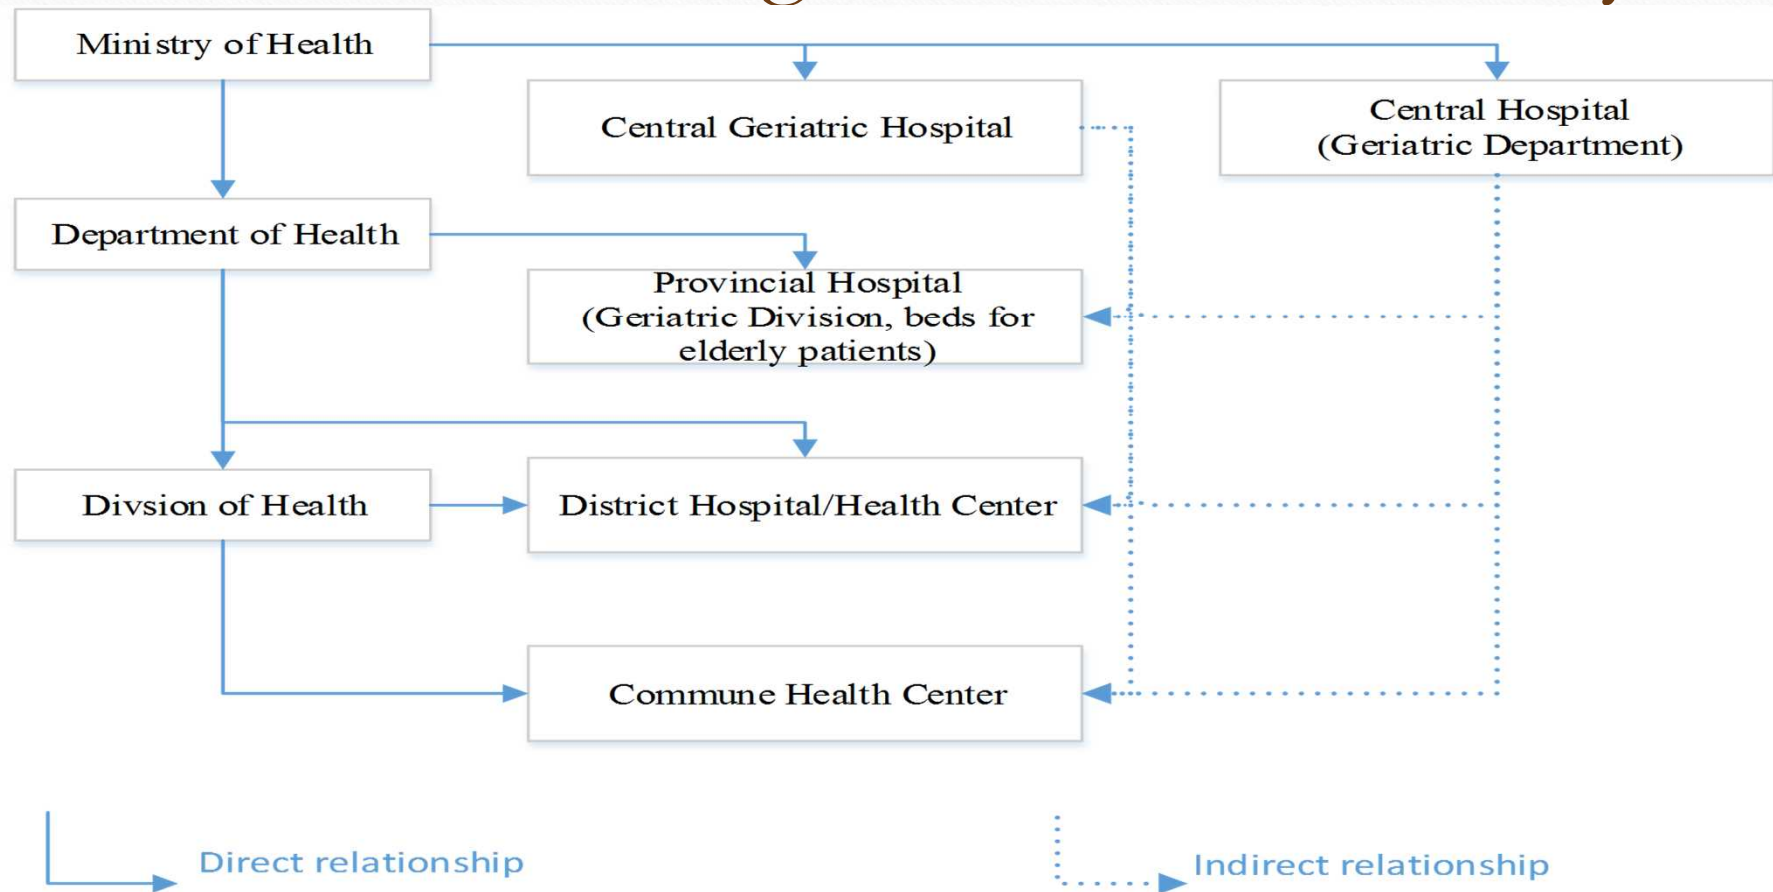 Ministry of Health
Central Geriatric Hospital
Central Hospital
(Geriatric Department)
Department of Health
Provincial Hospital
(Geriatric Division, beds for
elderly patients)
Divsion of Health
District Hospital/Health Center
Commune Health Center
Direct relationship
Indirect relationship